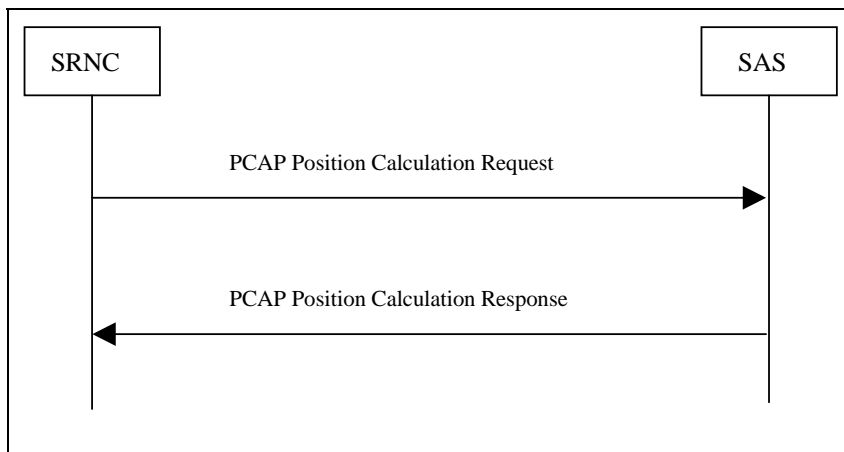 SRNC
SAS
PCAP Position Calculation Request
PCAP Position Calculation Response